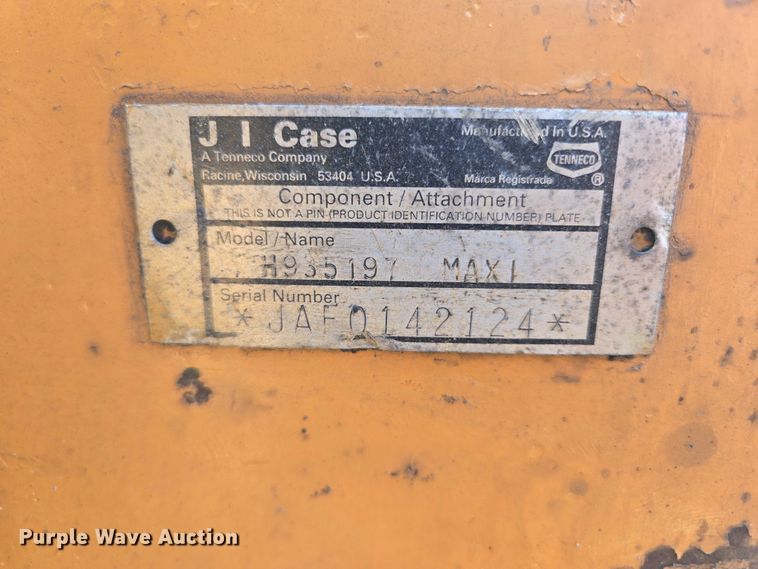 J I Case
Manufactured in U.S.A.
A Tenneco Company
TENNECO
Racine, Wisconsin 53404 U.S.A.
Marca Registrada ®
Component / Attachment
THIS IS NOT A PIN (PRODUCT IDENTIFICATION NUMBER) PLATE
Model / Name
H935197 MAXI
Serial Number
*JAF0142124*
Purple Wave Auction